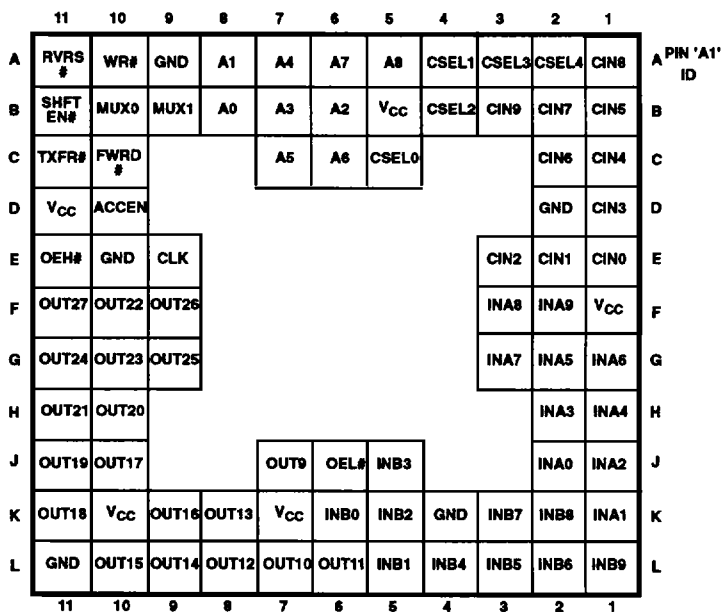 11 10 9 8 7 6 5 4 3 2 1
A RVRS # WR# GND A1 A4 A7 A8 CSEL1 CSEL3 CSEL4 CIN8 A PIN 'A1' ID
B SHFT EN# MUX0 MUX1 A0 A3 A2 VCC CSEL2 CIN9 CIN7 CIN5 B
C TXFR# FWRD # A5 A6 CSEL0 CIN6 CIN4 C
D VCC ACCEN GND CIN3 D
E OEH# GND CLK CIN2 CIN1 CIN0 E
F OUT27 OUT22 OUT26 INA8 INA9 VCC F
G OUT24 OUT23 OUT25 INA7 INA5 INA6 G
H OUT21 OUT20 INA3 INA4 H
J OUT19 OUT17 OUT9 OEL# INB3 INA0 INA2 J
K OUT18 VCC OUT16 OUT13 VCC INB0 INB2 GND INB7 INB8 INA1 K
L GND OUT15 OUT14 OUT12 OUT10 OUT11 INB1 INB4 INB5 INB6 INB9 L
11 10 9 8 7 6 5 4 3 2 1